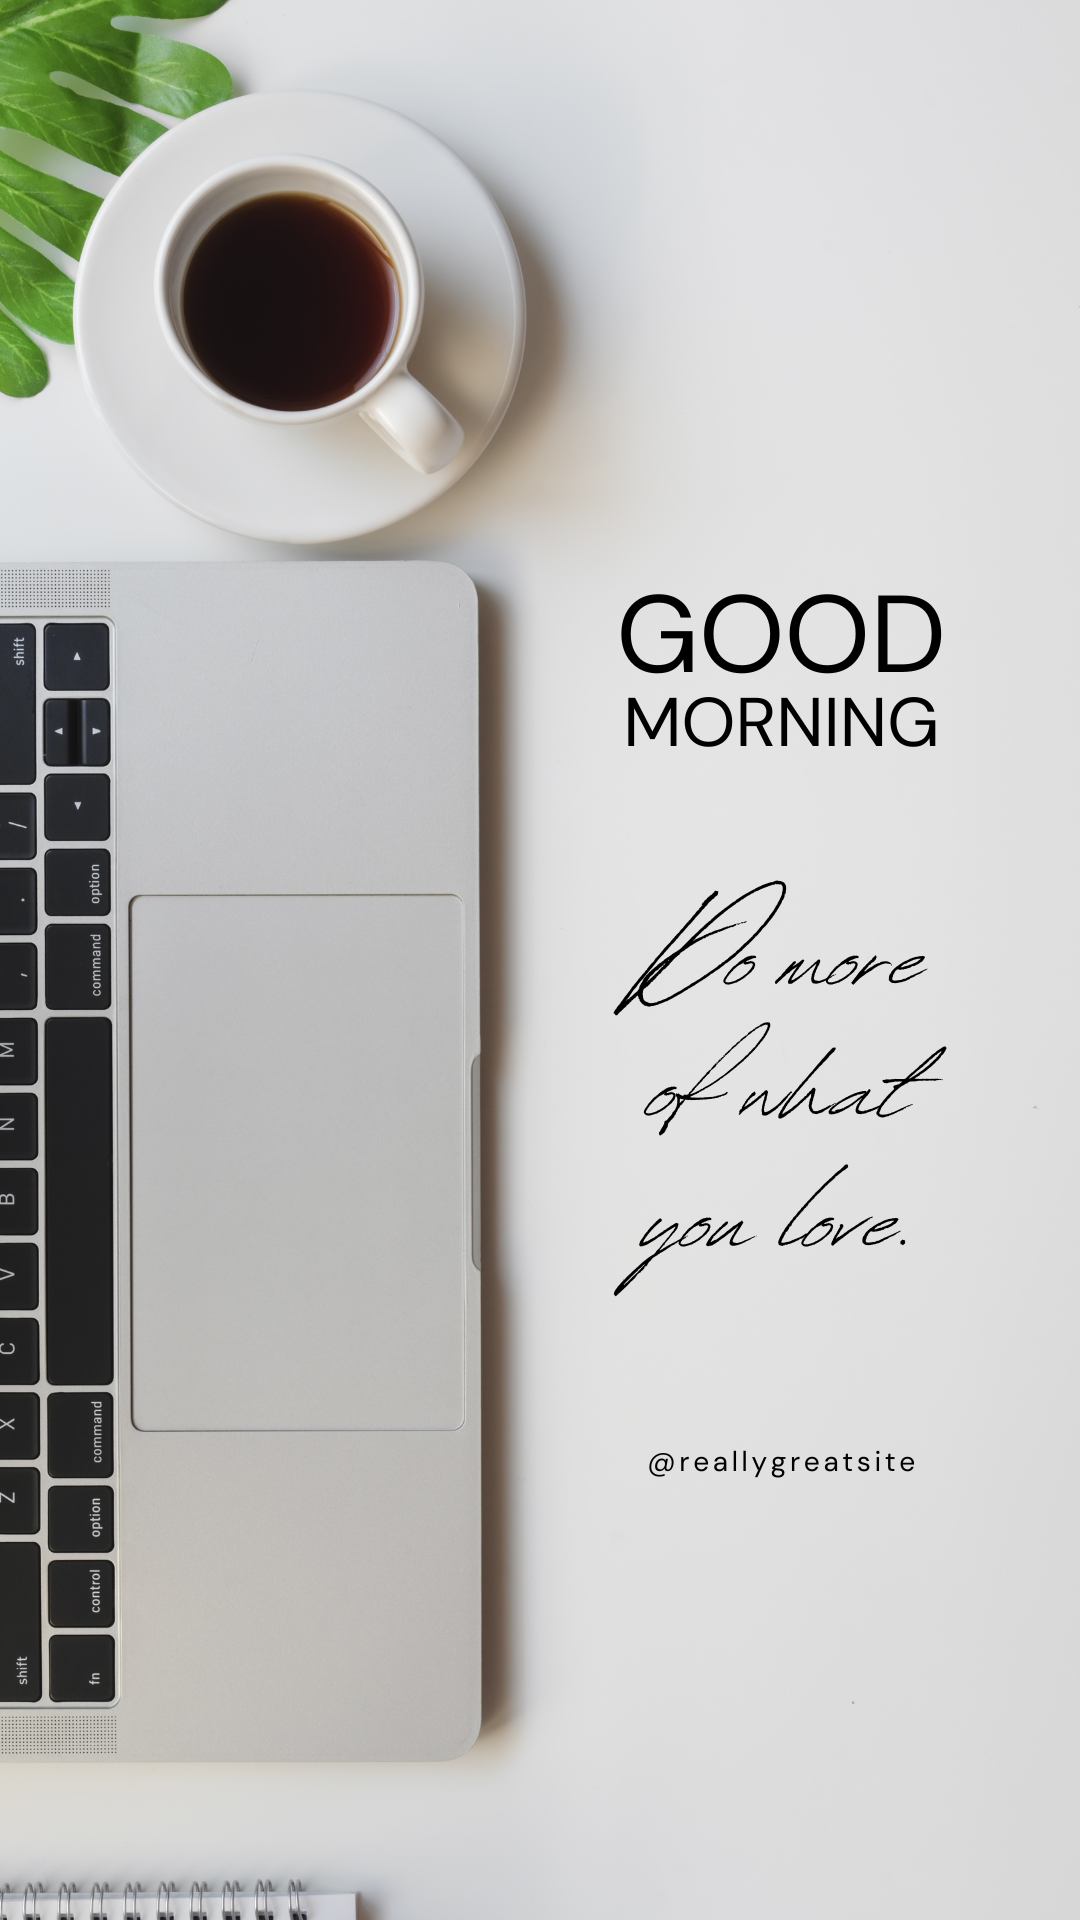 GOOD
MORNING
Do more
of what
you love.
@reallygreatsite
shift
/
.
option
,
command
M
N
B
V
C
X
command
Z
option
control
shift
fn